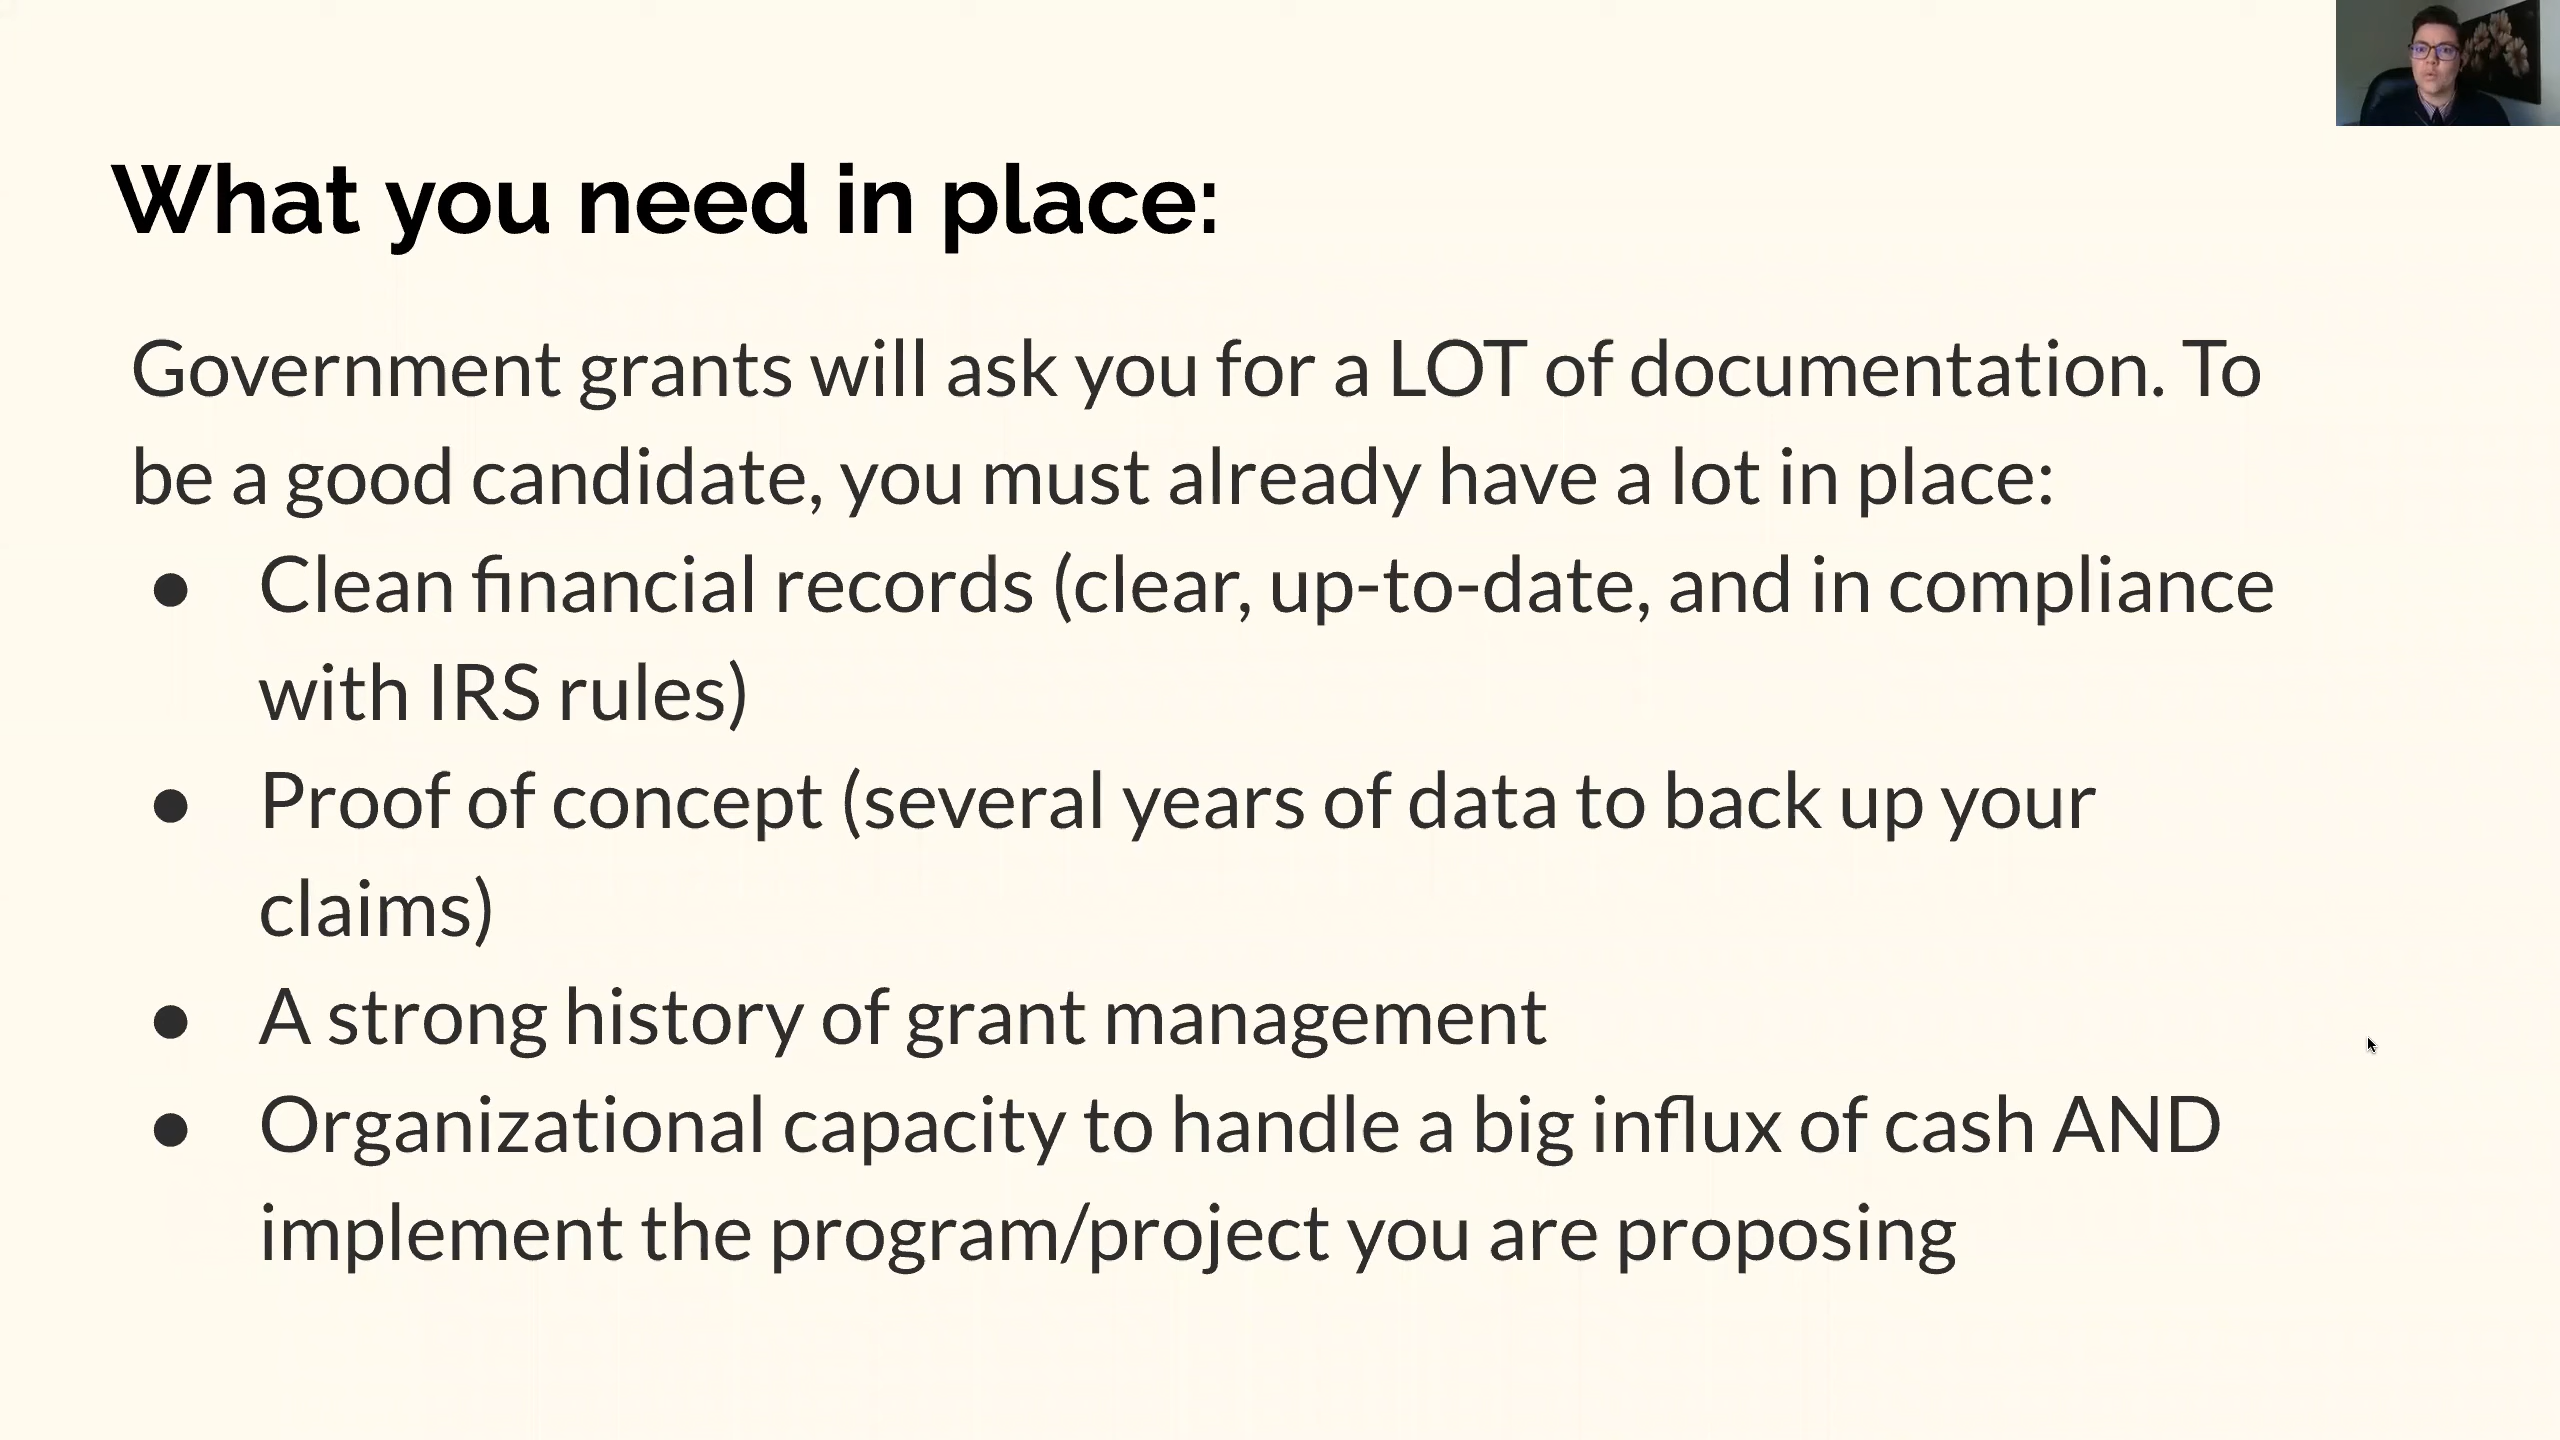 What you need in place:
Government grants will ask you for a LOT of documentation. To
be a good candidate, you must already have a lot in place:
● Clean financial records (clear, up-to-date, and in compliance
with IRS rules)
● Proof of concept (several years of data to back up your
claims)
● A strong history of grant management
● Organizational capacity to handle a big influx of cash AND
implement the program/project you are proposing